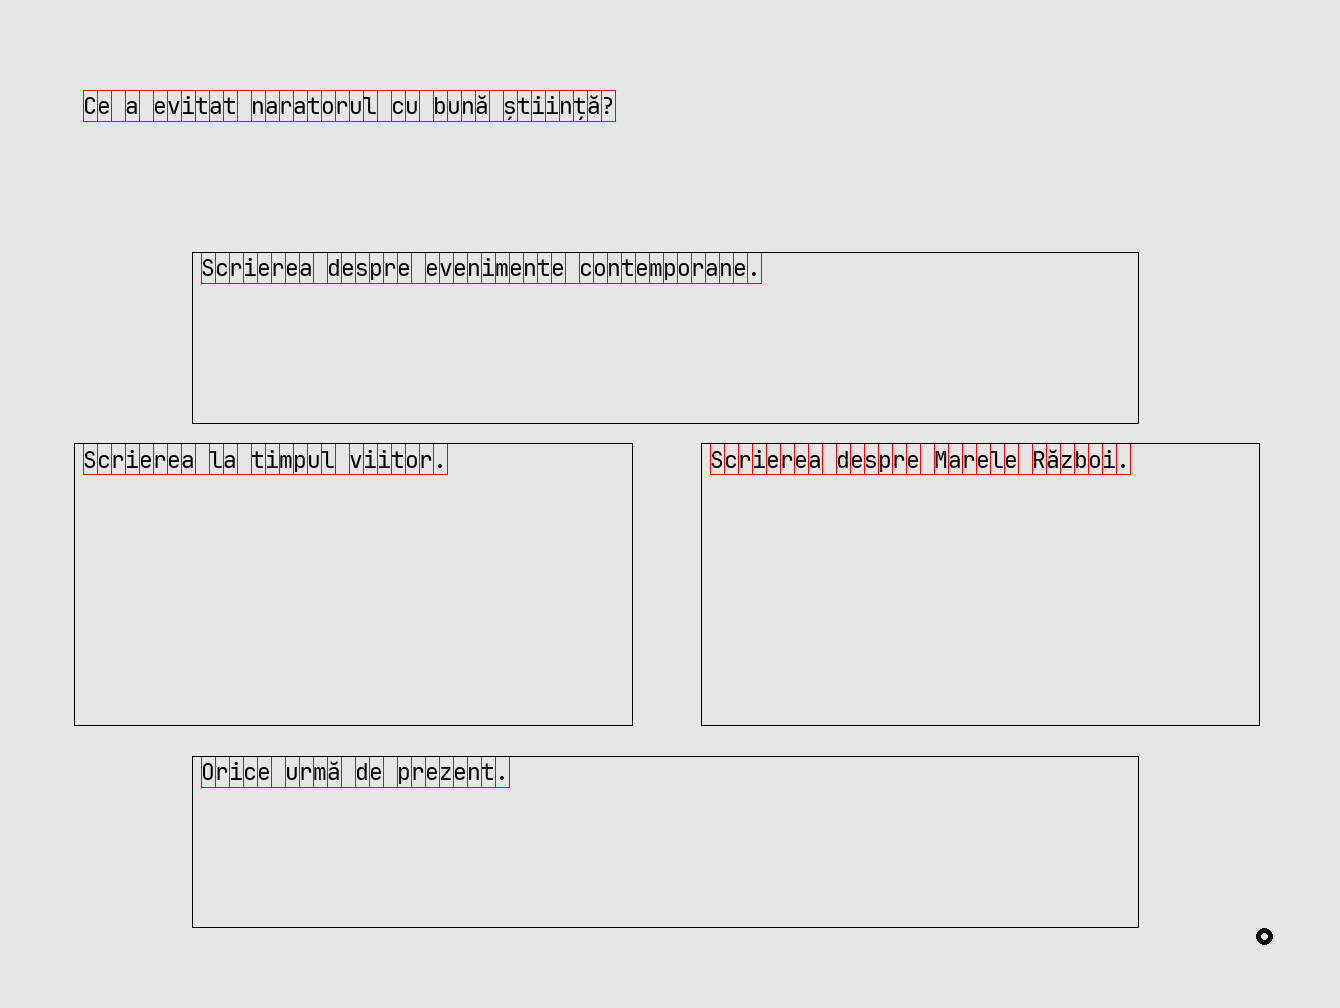 Ce a evitat naratorul cu bună știință?
Scrierea despre evenimente contemporane.
Scrierea la timpul viitor.
Scrierea despre Marele Război.
Orice urmă de prezent.